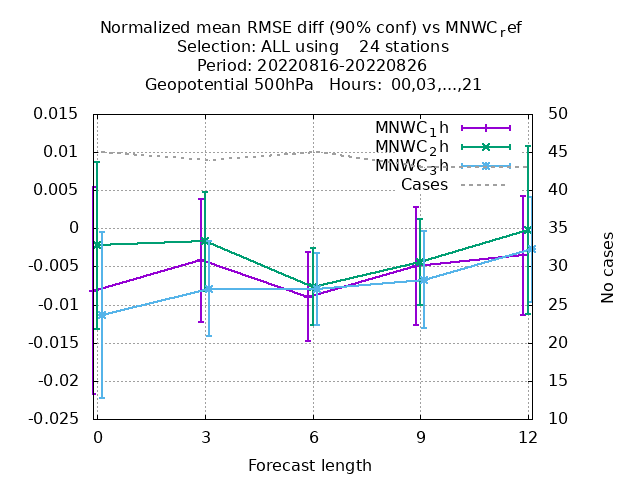 Normalized mean RMSE diff (90% conf) vs MNWC_ref
Selection: ALL using    24 stations
Period: 20220816-20220826
Geopotential 500hPa   Hours:  00,03,...,21
0.015
0.01
0.005
0
-0.005
-0.01
-0.015
-0.02
-0.025
50
45
40
35
30
25
20
15
10
MNWC_1h
MNWC_2h
MNWC_3h
Cases
No cases
0 3 6 9 12
Forecast length